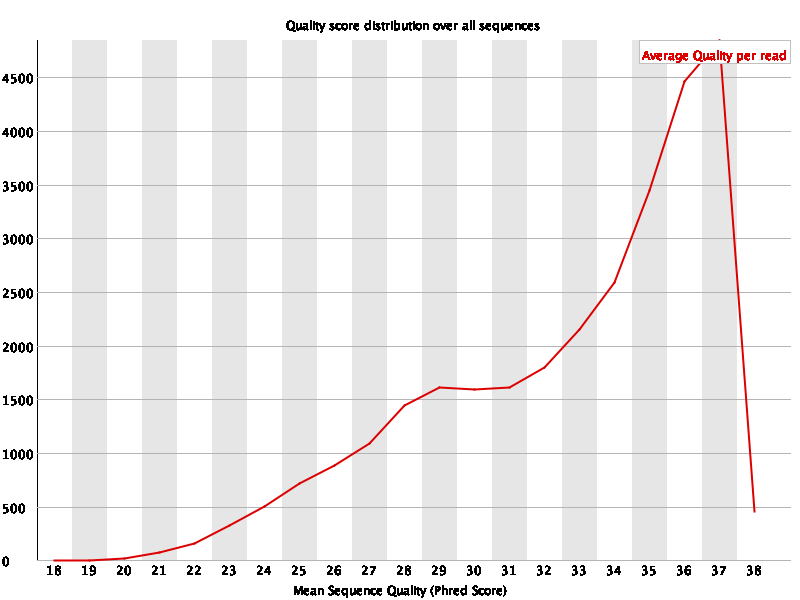 Quality score distribution over all sequences
Average Quality per read
4500
4000
3500
3000
2500
2000
1500
1000
500
0
18 19 20 21 22 23 24 25 26 27 28 29 30 31 32 33 34 35 36 37 38
Mean Sequence Quality (Phred Score)